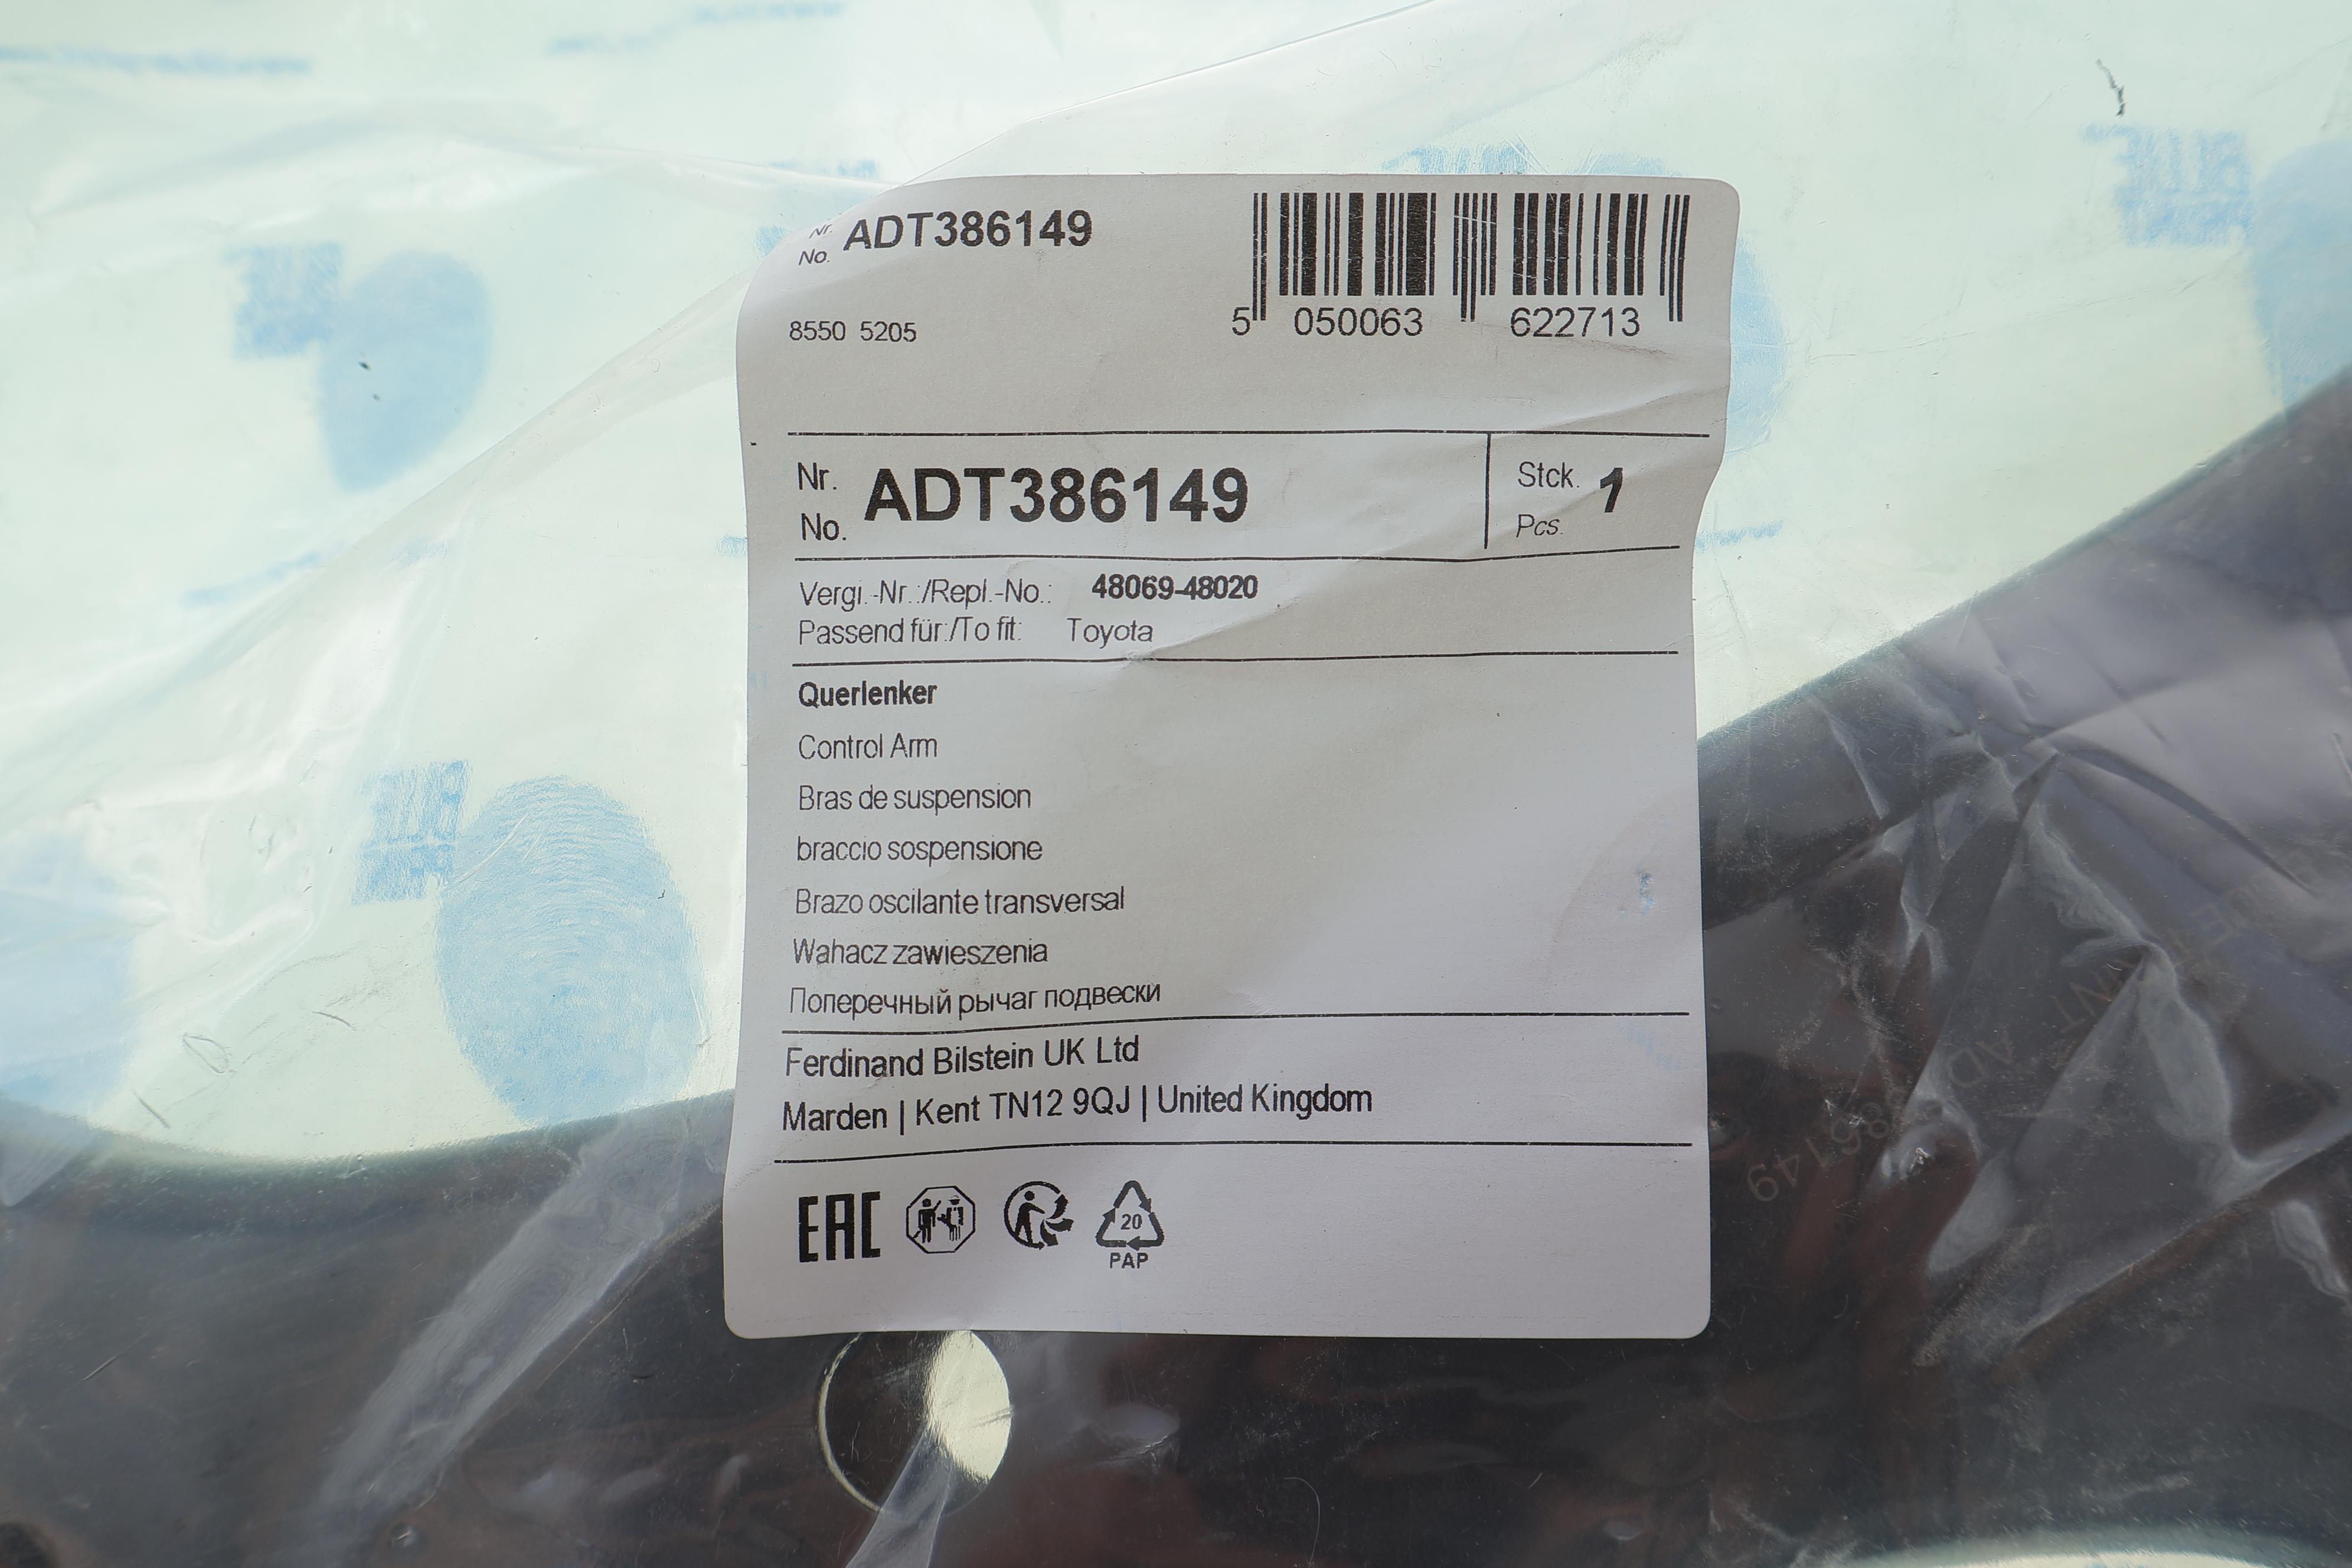 Nr.
No. ADT386149
8550 5205
5 050063 622713
Nr.
No. ADT386149
Stck.
Pcs. 1
Vergl.-Nr.:/Repl.-No.: 48069-48020
Passend für:/To fit: Toyota
Querlenker
Control Arm
Bras de suspension
braccio sospensione
Brazo oscilante transversal
Wahacz zawieszenia
Поперечный рычаг подвески
Ferdinand Bilstein UK Ltd
Marden | Kent TN12 9QJ | United Kingdom
EAC
20
PAP
BLUE